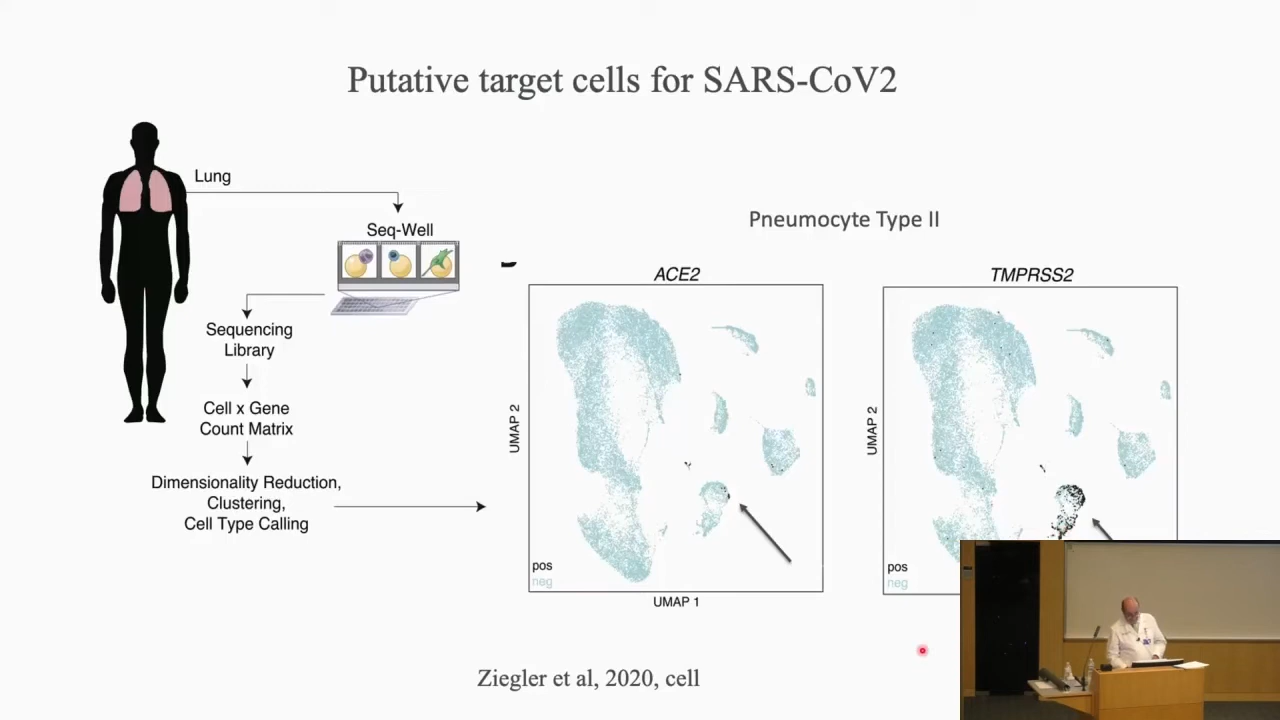 Putative target cells for SARS-CoV2
Lung
Seq-Well
Sequencing
Library
Cell x Gene
Count Matrix
Dimensionality Reduction,
Clustering,
Cell Type Calling
Pneumocyte Type II
ACE2
UMAP 2
pos
neg
UMAP 1
TMPRSS2
UMAP 2
pos
neg
Ziegler et al, 2020, cell